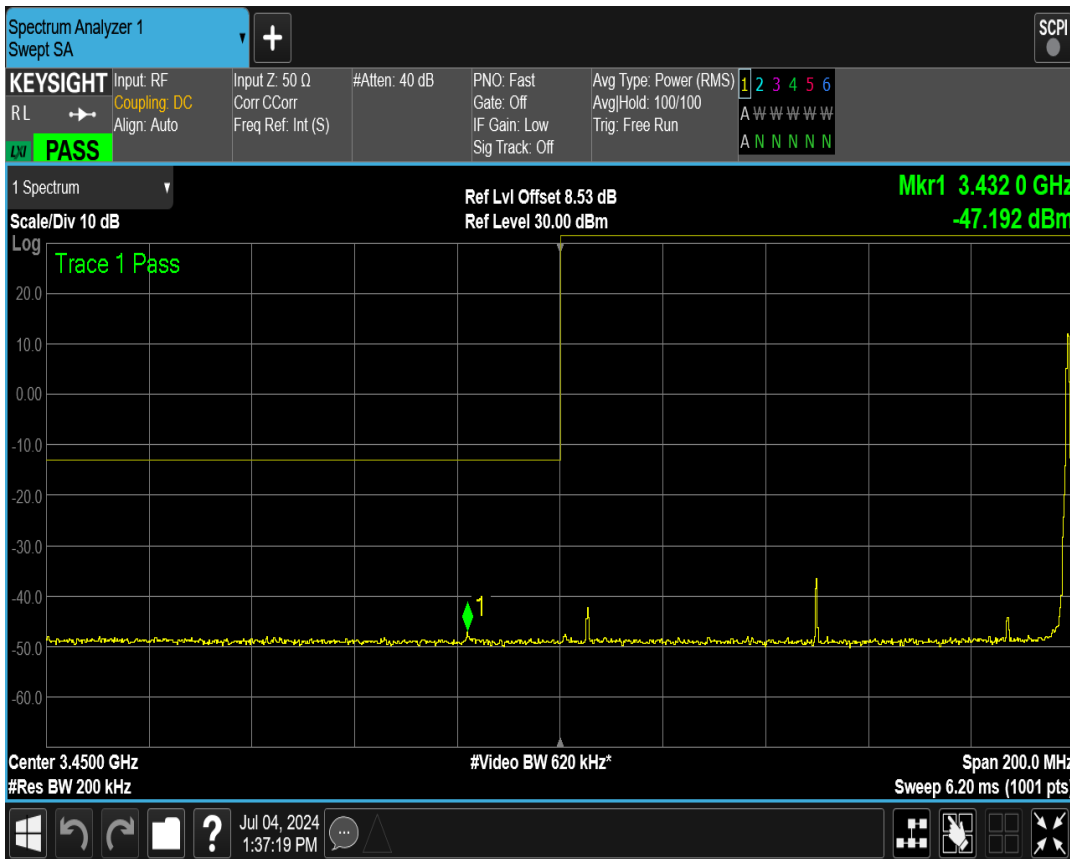 Spectrum Analyzer 1
Swept SA
+
SCPI
KEYSIGHT
RL
LXI PASS
Input: RF
Coupling: DC
Align: Auto
Input Z: 50 Ω
Corr CCorr
Freq Ref: Int (S)
#Atten: 40 dB
PNO: Fast
Gate: Off
IF Gain: Low
Sig Track: Off
Avg Type: Power (RMS)
Avg|Hold: 100/100
Trig: Free Run
1 2 3 4 5 6
A W W W W W
A N N N N N
1 Spectrum
Scale/Div 10 dB
Ref Lvl Offset 8.53 dB
Ref Level 30.00 dBm
Mkr1 3.432 0 GHz
-47.192 dBm
Log
Trace 1 Pass
20.0
10.0
0.00
-10.0
-20.0
-30.0
-40.0
1
-50.0
-60.0
Center 3.4500 GHz
#Res BW 200 kHz
#Video BW 620 kHz*
Span 200.0 MHz
Sweep 6.20 ms (1001 pts)
?
Jul 04, 2024
1:37:19 PM